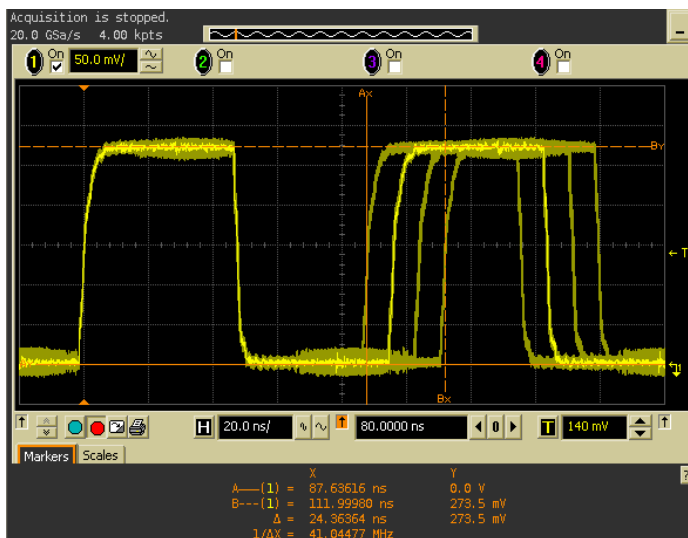 Acquisition is stopped.
20.0 GSa/s 4.00 kpts
1 On 50.0 mV/ 2 On 3 On 4 On
Ax
By
T
Bx
H 20.0 ns/ 80.0000 ns 0 T 140 mV
Markers Scales
?
X Y
A——(1) = 87.63616 ns 0.0 V
B---(1) = 111.99980 ns 273.5 mV
Δ = 24.36364 ns 273.5 mV
1/ΔX = 41.04477 MHz